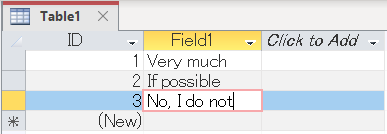 Table1
ID Field1 Click to Add
1 Very much
2 If possible
3 No, I do not
* (New)